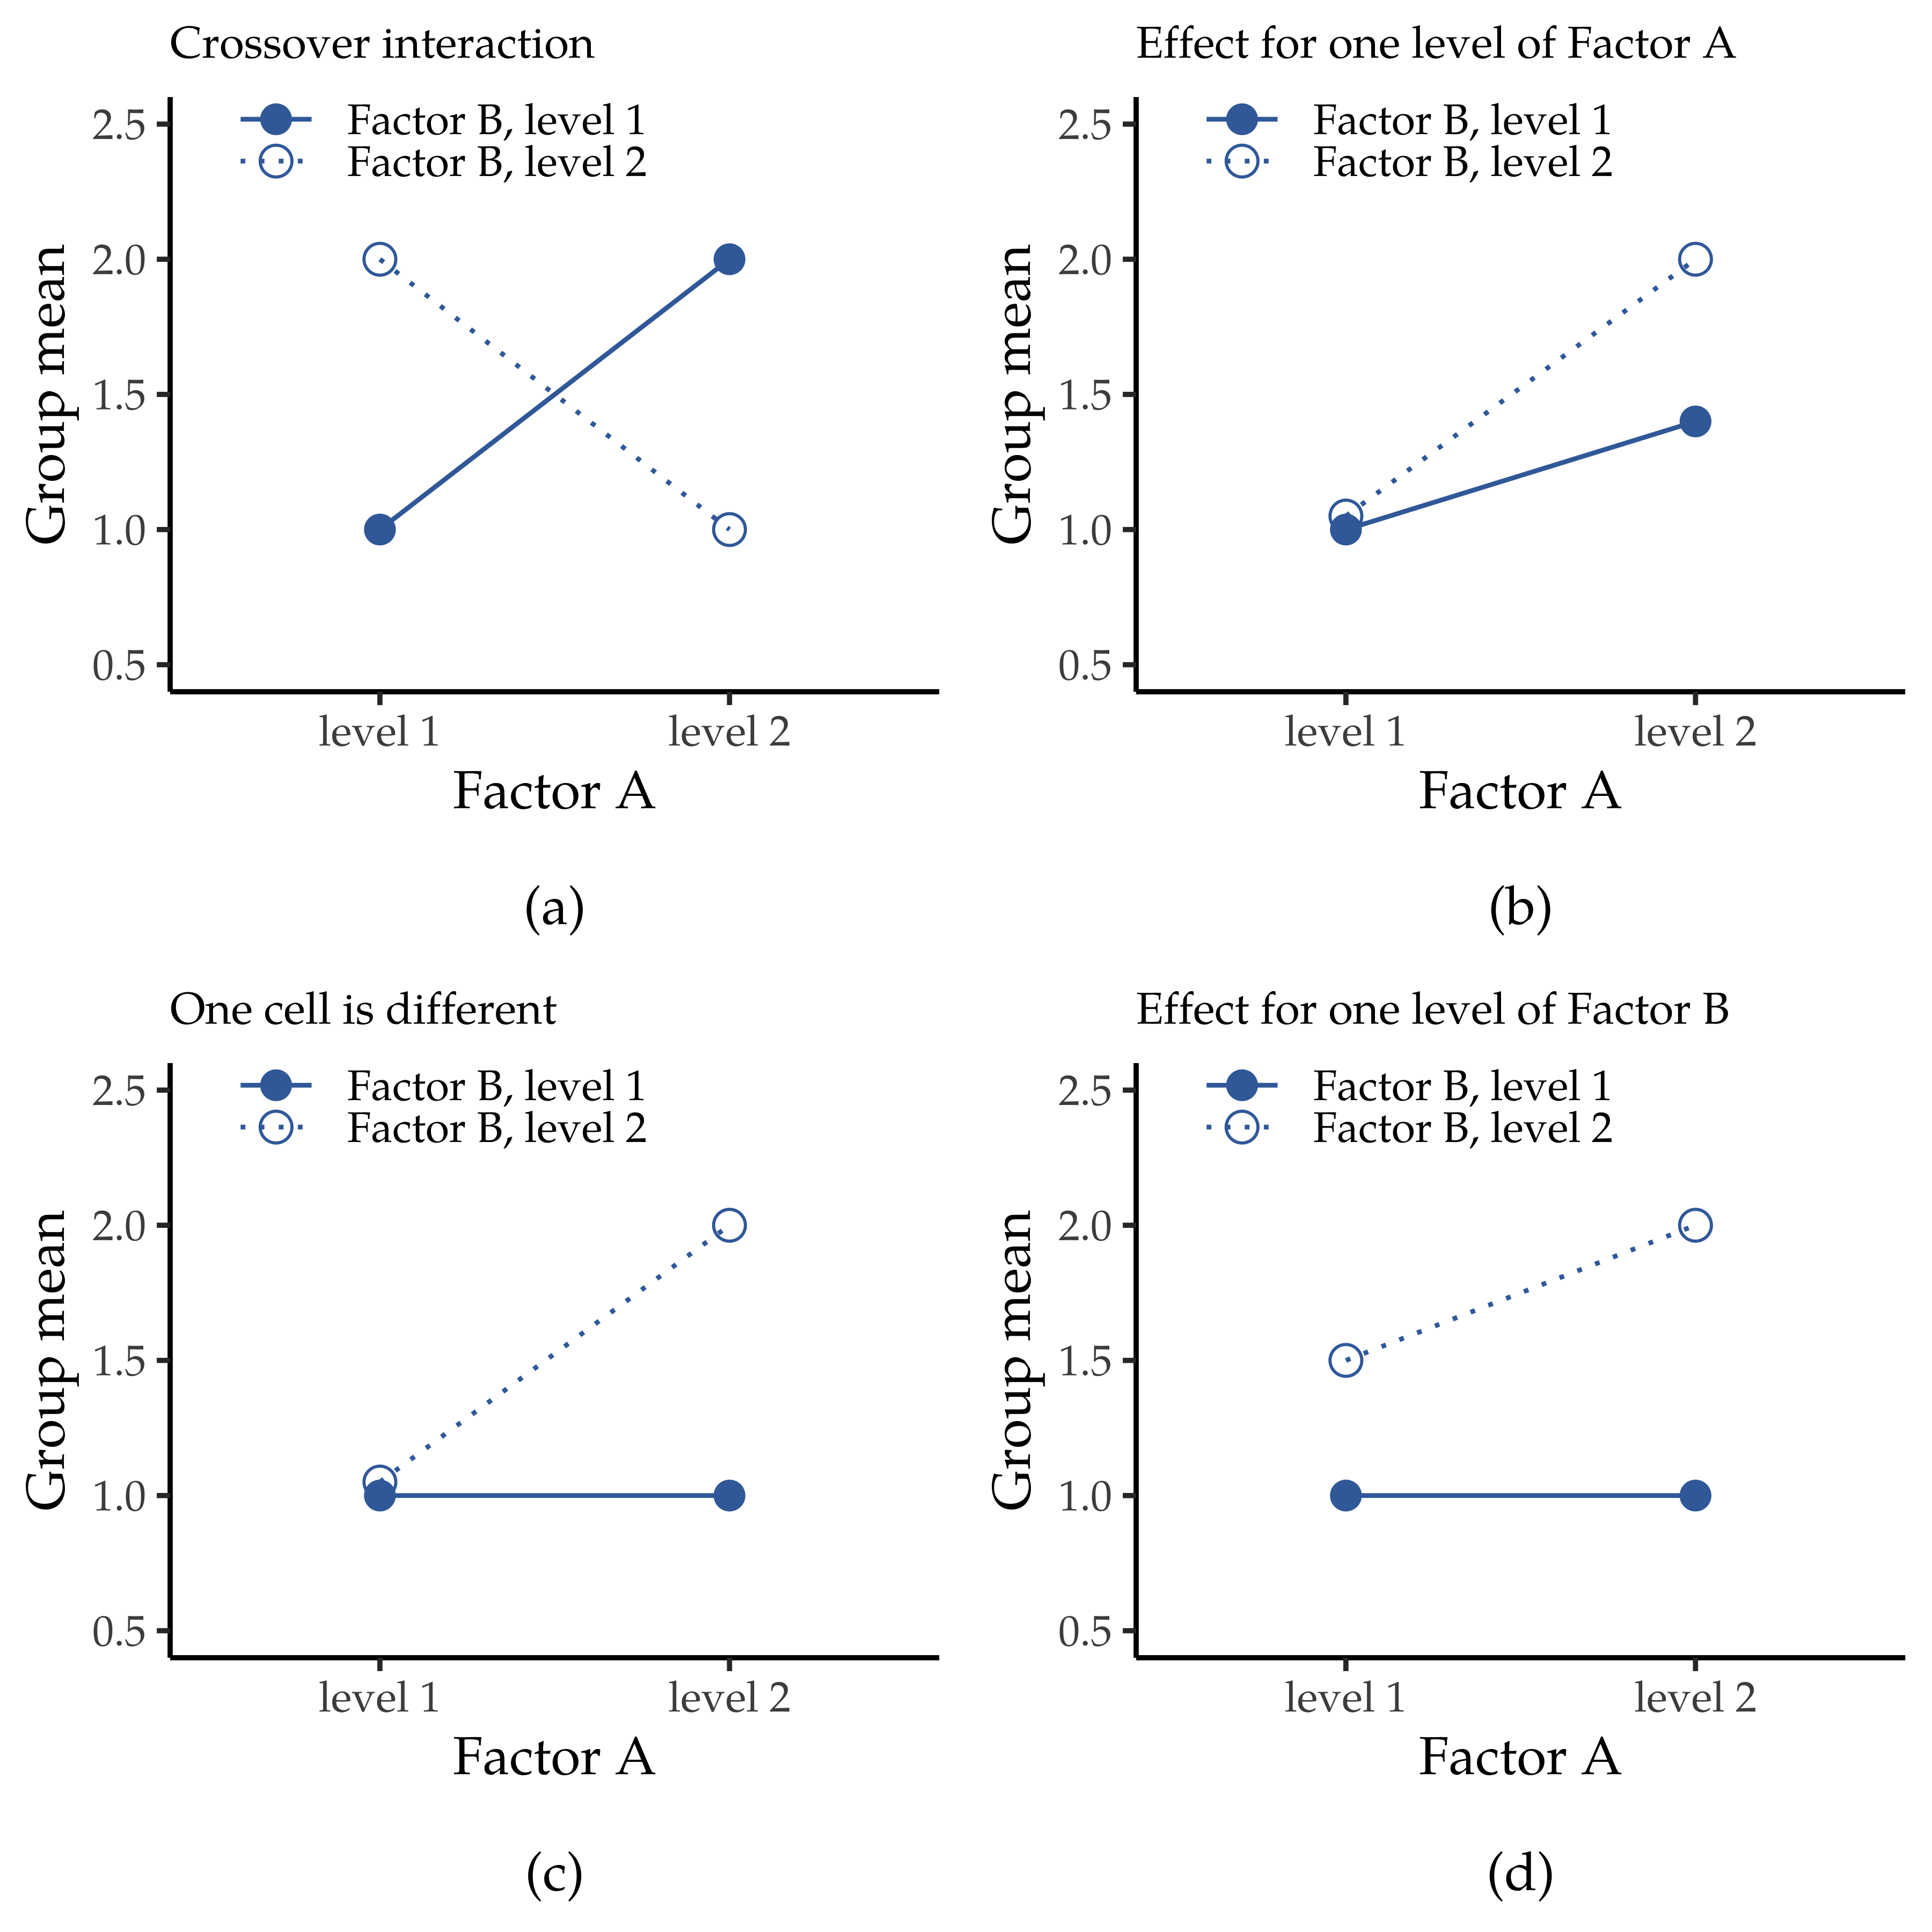 Crossover interaction
Factor B, level 1
Factor B, level 2
2.5
2.0
1.5
1.0
0.5
Group mean
level 1
level 2
Factor A
(a)
Effect for one level of Factor A
Factor B, level 1
Factor B, level 2
2.5
2.0
1.5
1.0
0.5
Group mean
level 1
level 2
Factor A
(b)
One cell is different
Factor B, level 1
Factor B, level 2
2.5
2.0
1.5
1.0
0.5
Group mean
level 1
level 2
Factor A
(c)
Effect for one level of Factor B
Factor B, level 1
Factor B, level 2
2.5
2.0
1.5
1.0
0.5
Group mean
level 1
level 2
Factor A
(d)